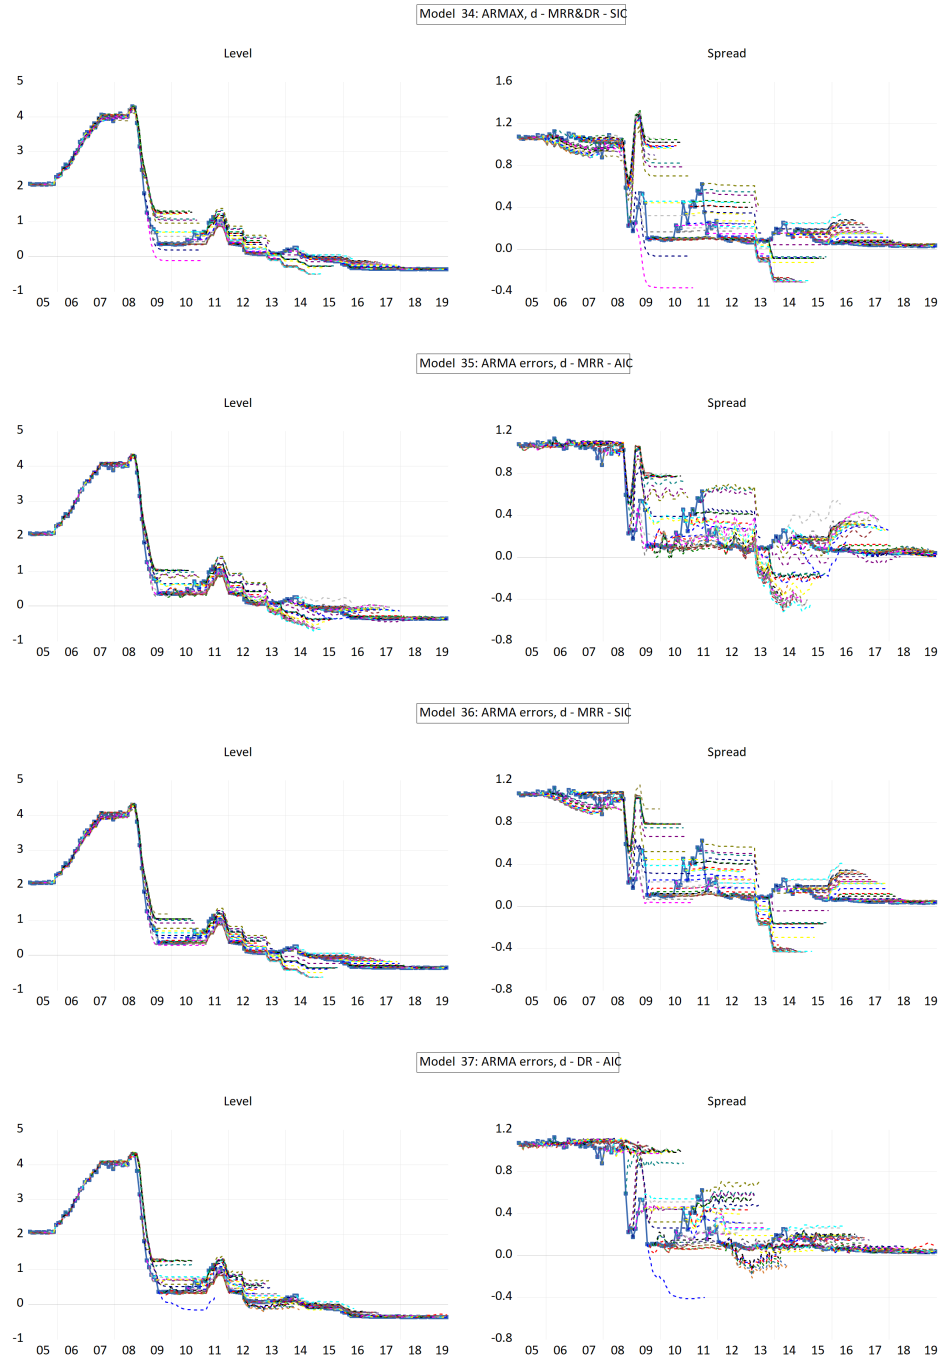 Model 34: ARMAX, d - MRR&DR - SIC
Level Spread
5 1.6
4 1.2
3 0.8
2
1 0.4
0 0.0
-1 -0.4
05 06 07 08 09 10 11 12 13 14 15 16 17 18 19 05 06 07 08 09 10 11 12 13 14 15 16 17 18 19
Model 35: ARMA errors, d - MRR - AIC
Level Spread
5 1.2
4 0.8
3 0.4
2 0.0
1
0 -0.4
-1 -0.8
05 06 07 08 09 10 11 12 13 14 15 16 17 18 19 05 06 07 08 09 10 11 12 13 14 15 16 17 18 19
Model 36: ARMA errors, d - MRR - SIC
Level Spread
5 1.2
4 0.8
3 0.4
2 0.0
1
0 -0.4
-1 -0.8
05 06 07 08 09 10 11 12 13 14 15 16 17 18 19 05 06 07 08 09 10 11 12 13 14 15 16 17 18 19
Model 37: ARMA errors, d - DR - AIC
Level Spread
5 1.2
4 0.8
3 0.4
2 0.0
1
0 -0.4
-1 -0.8
05 06 07 08 09 10 11 12 13 14 15 16 17 18 19 05 06 07 08 09 10 11 12 13 14 15 16 17 18 19